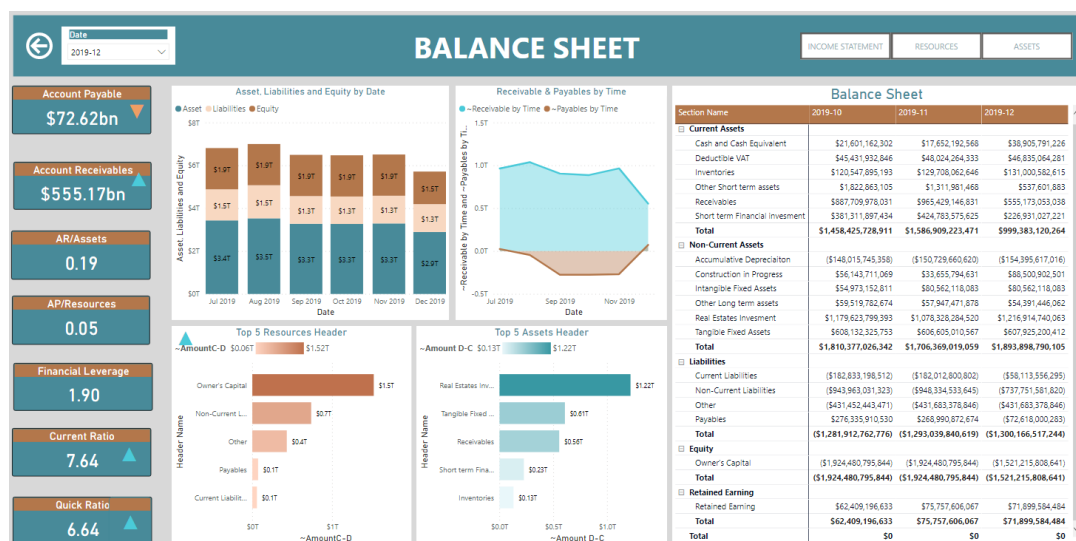 Date
2019-12
BALANCE SHEET
INCOME STATEMENT
RESOURCES
ASSETS
Account Payable
$72.62bn
Account Receivables
$555.17bn
AR/Assets
0.19
AP/Resources
0.05
Financial Leverage
1.90
Current Ratio
7.64
Quick Ratio
6.64
Asset, Liabilities and Equity by Date
Asset Liabilities Equity
Asset, Liabilities and Equity
$8T
$6T
$4T
$2T
$0T
$1.9T $1.9T $1.9T $1.9T $1.9T $1.5T
$1.5T $1.5T $1.3T $1.3T $1.3T $1.3T
$3.4T $3.5T $3.3T $3.3T $3.3T $2.9T
Jul 2019 Aug 2019 Sep 2019 Oct 2019 Nov 2019 Dec 2019
Date
Receivable & Payables by Time
~Receivable by Time ~Payables by Time
~Receivable by Time and ~Payables by Ti...
1.5T
1.0T
0.5T
0.0T
-0.5T
Jul 2019 Sep 2019 Nov 2019
Date
Top 5 Resources Header
~AmountC-D $0.06T $1.52T
Header Name
Owner's Capital $1.5T
Non-Current L... $0.7T
Other $0.4T
Payables $0.1T
Current Liabilit... $0.1T
$0T $1T
~AmountC-D
Top 5 Assets Header
~Amount D-C $0.13T $1.22T
Header Name
Real Estates Inv... $1.22T
Tangible Fixed ... $0.61T
Receivables $0.56T
Short term Fina... $0.23T
Inventories $0.13T
$0.0T $0.5T $1.0T
~Amount D-C
Balance Sheet
Section Name 2019-10 2019-11 2019-12
Current Assets
Cash and Cash Equivalent $21,601,162,302 $17,652,192,568 $38,905,791,226
Deductible VAT $45,431,932,846 $48,024,264,333 $46,835,064,281
Inventories $120,547,895,193 $129,708,062,646 $131,000,582,615
Other Short term assets $1,822,863,105 $1,311,981,468 $537,601,883
Receivables $887,709,978,031 $965,429,146,831 $555,173,053,038
Short term Financial Invesment $381,311,897,434 $424,783,575,625 $226,931,027,221
Total $1,458,425,728,911 $1,586,909,223,471 $999,383,120,264
Non-Current Assets
Accumulative Depreciaiton ($148,015,745,358) ($150,729,660,620) ($154,395,617,016)
Construction in Progress $56,143,711,069 $33,655,794,631 $88,500,902,501
Intangible Fixed Assets $54,973,152,811 $80,562,118,083 $80,562,118,083
Other Long term assets $59,519,782,674 $57,947,471,878 $54,391,446,062
Real Estates Invesment $1,179,623,799,393 $1,078,328,284,520 $1,216,914,740,063
Tangible Fixed Assets $608,132,325,753 $606,605,010,567 $607,925,200,412
Total $1,810,377,026,342 $1,706,369,019,059 $1,893,898,790,105
Liabilities
Current Liabilities ($182,833,198,512) ($182,012,800,802) ($58,113,556,295)
Non-Current Liabilities ($943,963,031,323) ($948,334,533,645) ($737,751,581,820)
Other ($431,452,443,471) ($431,683,378,846) ($431,683,378,846)
Payables $276,335,910,530 $268,990,872,674 ($72,618,000,283)
Total ($1,281,912,762,776) ($1,293,039,840,619) ($1,300,166,517,244)
Equity
Owner's Capital ($1,924,480,795,844) ($1,924,480,795,844) ($1,521,215,808,641)
Total ($1,924,480,795,844) ($1,924,480,795,844) ($1,521,215,808,641)
Retained Earning
Retained Earning $62,409,196,633 $75,757,606,067 $71,899,584,484
Total $62,409,196,633 $75,757,606,067 $71,899,584,484
Total $0 $0 $0